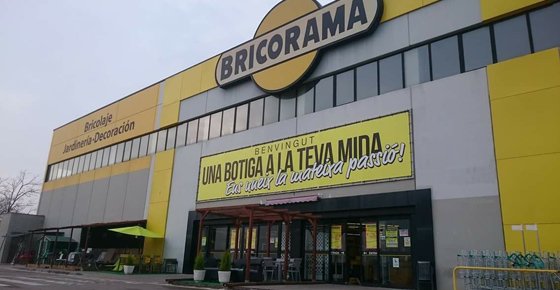 BRICORAMA
Bricolaje
Jardinería-Decoración
BENVINGUT
UNA BOTIGA A LA TEVA MIDA
Ens uneix la mateixa passió!